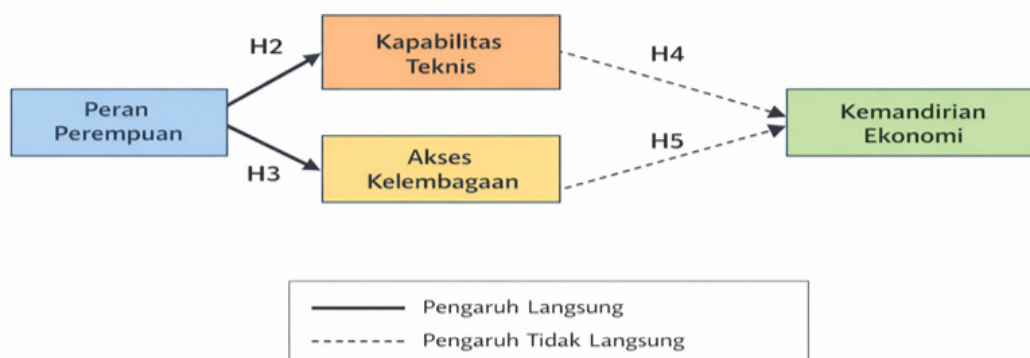 Peran
Perempuan
H2
H3
Kapabilitas
Teknis
Akses
Kelembagaan
H4
H5
Kemandirian
Ekonomi
Pengaruh Langsung
Pengaruh Tidak Langsung